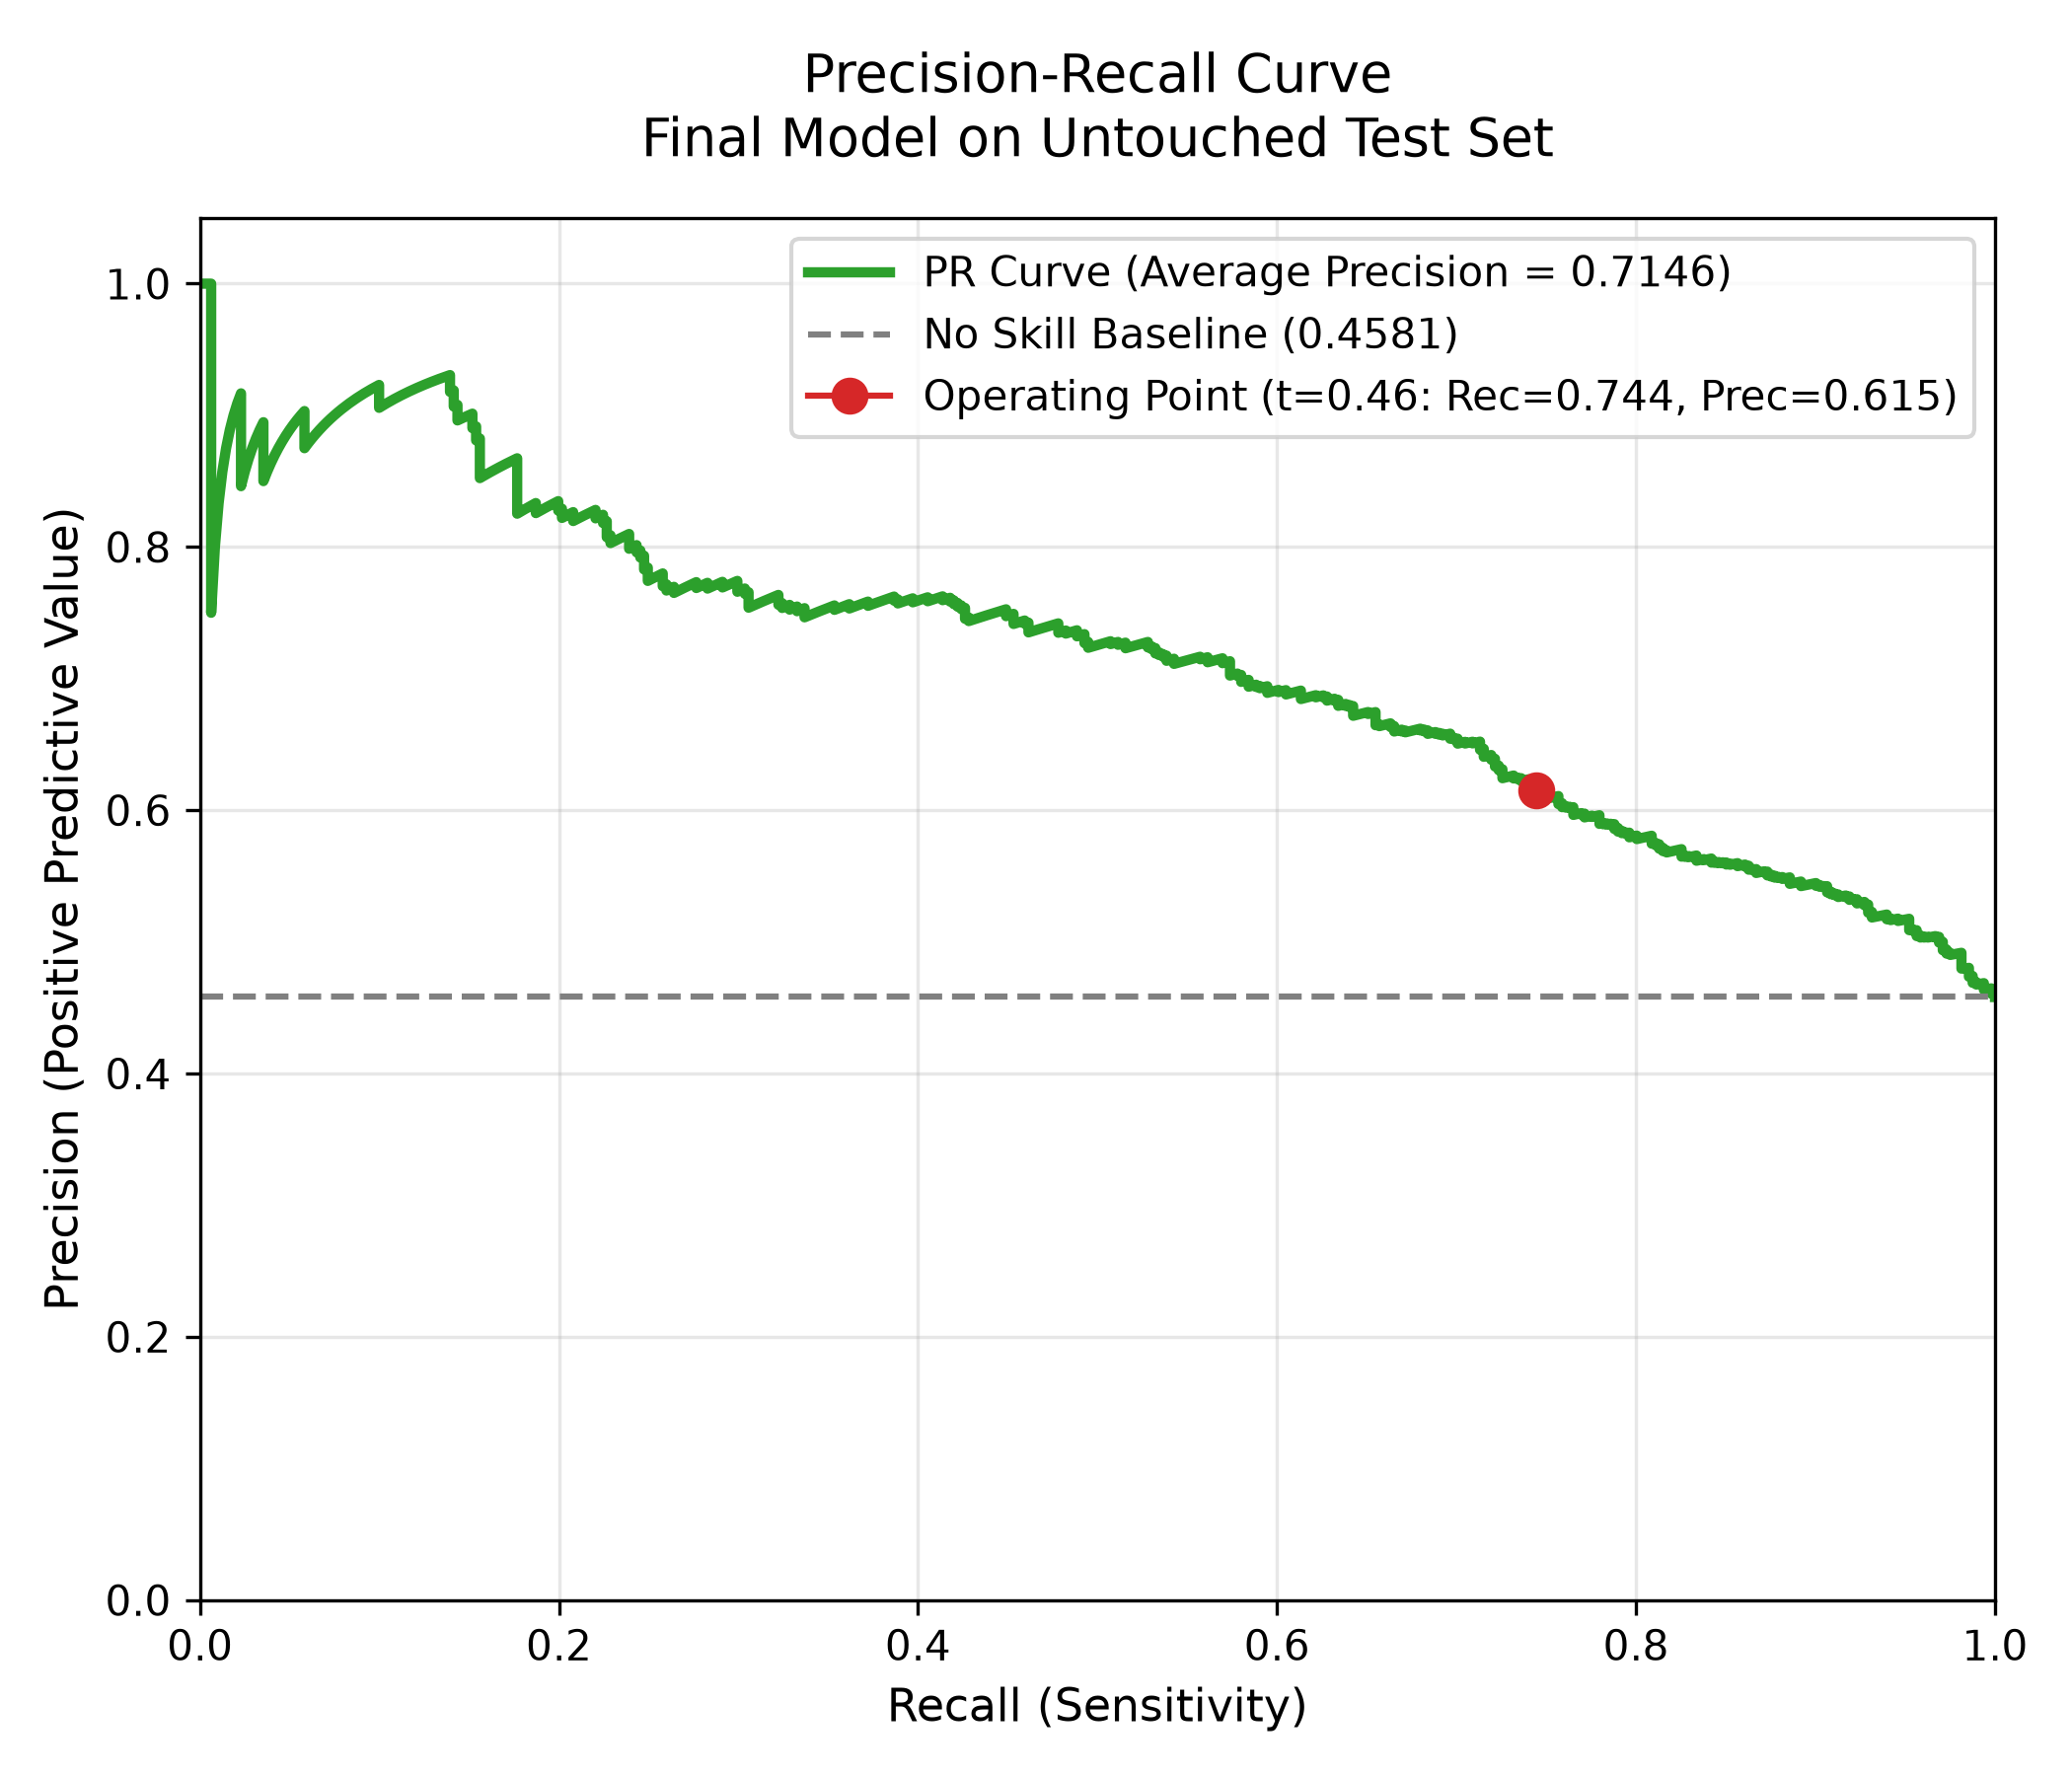 Precision-Recall Curve
Final Model on Untouched Test Set
PR Curve (Average Precision = 0.7146)
No Skill Baseline (0.4581)
Operating Point (t=0.46: Rec=0.744, Prec=0.615)
Precision (Positive Predictive Value)
1.0
0.8
0.6
0.4
0.2
0.0
0.0 0.2 0.4 0.6 0.8 1.0
Recall (Sensitivity)